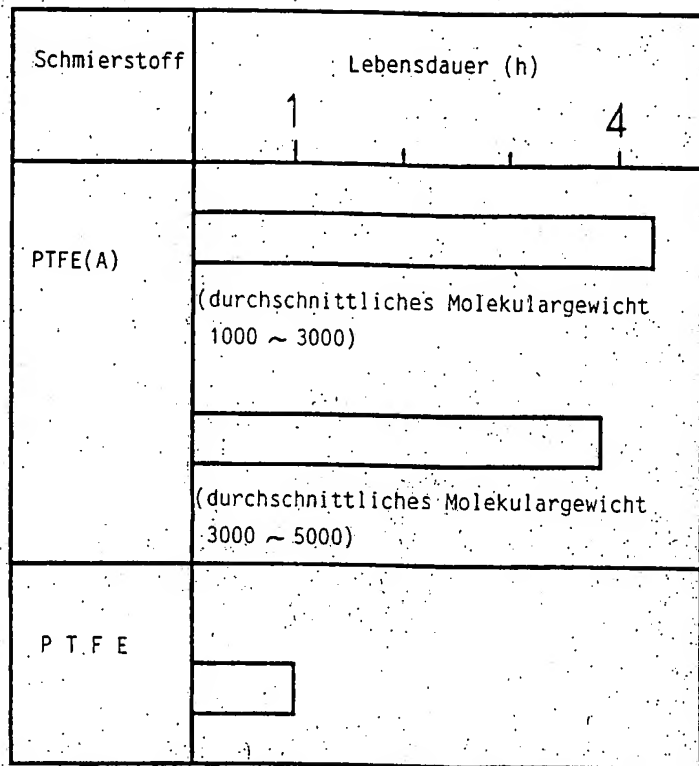 Schmierstoff
Lebensdauer (h)
1 4
PTFE(A)
(durchschnittliches Molekulargewicht
1000 ~ 3000)
(durchschnittliches Molekulargewicht
3000 ~ 5000)
P T F E